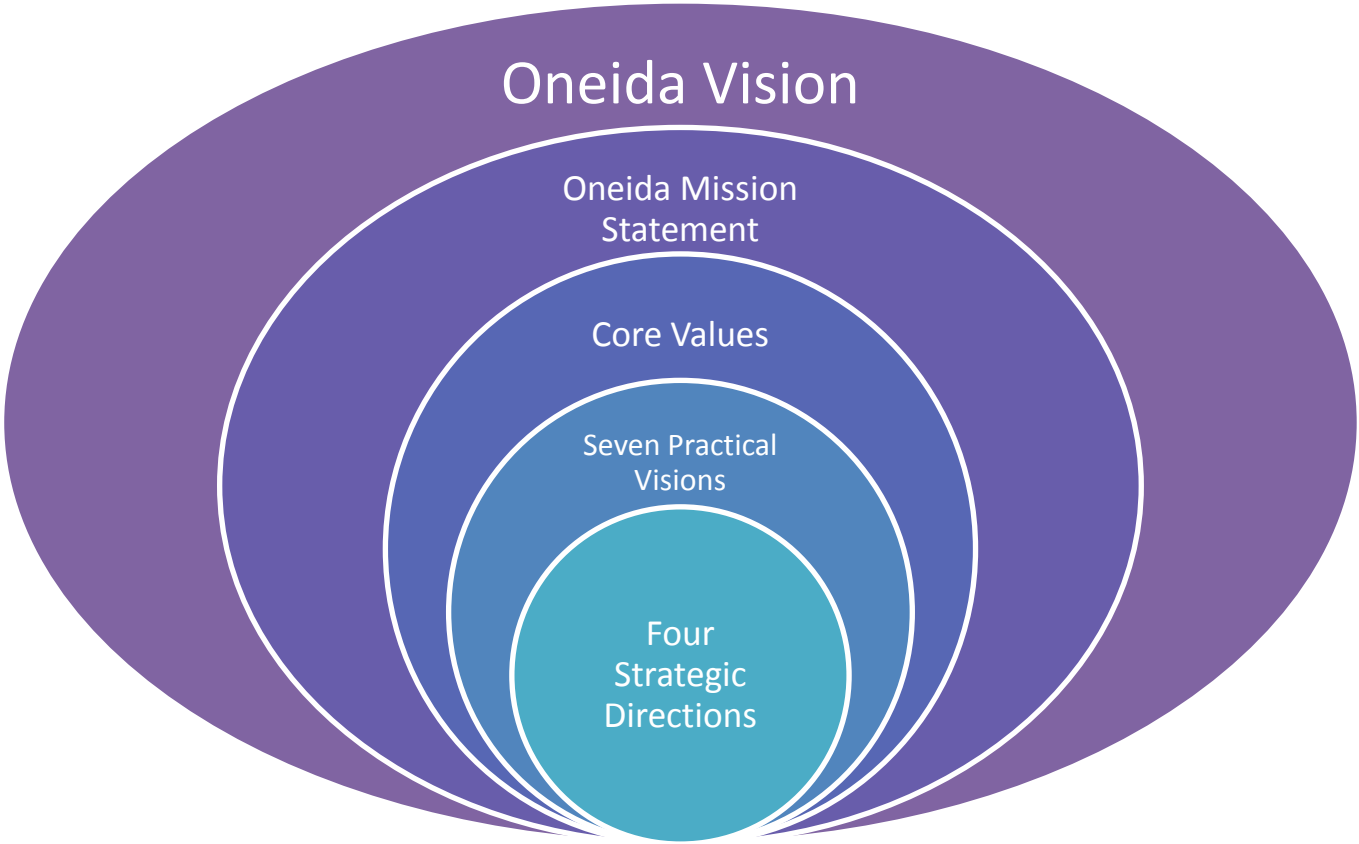 Oneida Vision
Oneida Mission
Statement
Core Values
Seven Practical
Visions
Four
Strategic
Directions